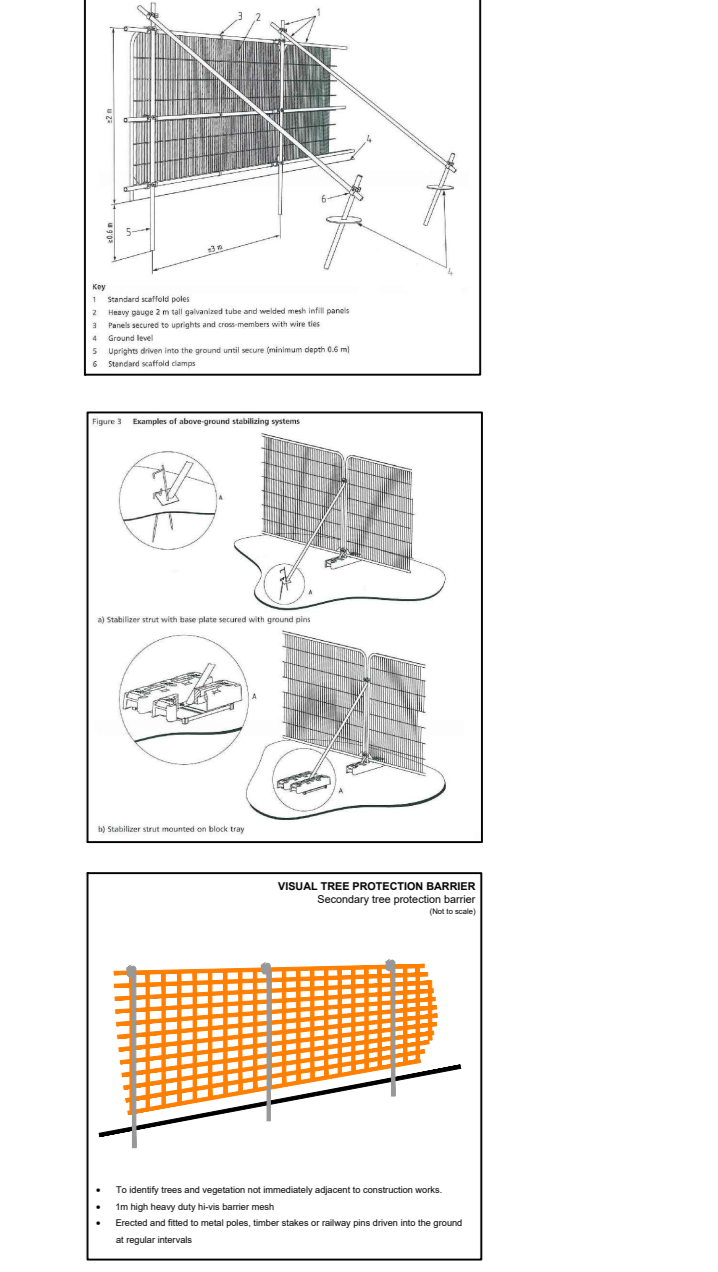 3
2
1
≥2 m
4
6
5
≥0.6 m
≤3 m
4
Key
1 Standard scaffold poles
2 Heavy gauge 2 m tall galvanized tube and welded mesh infill panels
3 Panels secured to uprights and cross-members with wire ties
4 Ground level
5 Uprights driven into the ground until secure (minimum depth 0.6 m)
6 Standard scaffold clamps
Figure 3 Examples of above-ground stabilizing systems
A
A
a) Stabilizer strut with base plate secured with ground pins
A
A
b) Stabilizer strut mounted on block tray
VISUAL TREE PROTECTION BARRIER
Secondary tree protection barrier
(Not to scale)
• To identify trees and vegetation not immediately adjacent to construction works.
• 1m high heavy duty hi-vis barrier mesh
• Erected and fitted to metal poles, timber stakes or railway pins driven into the ground
at regular intervals